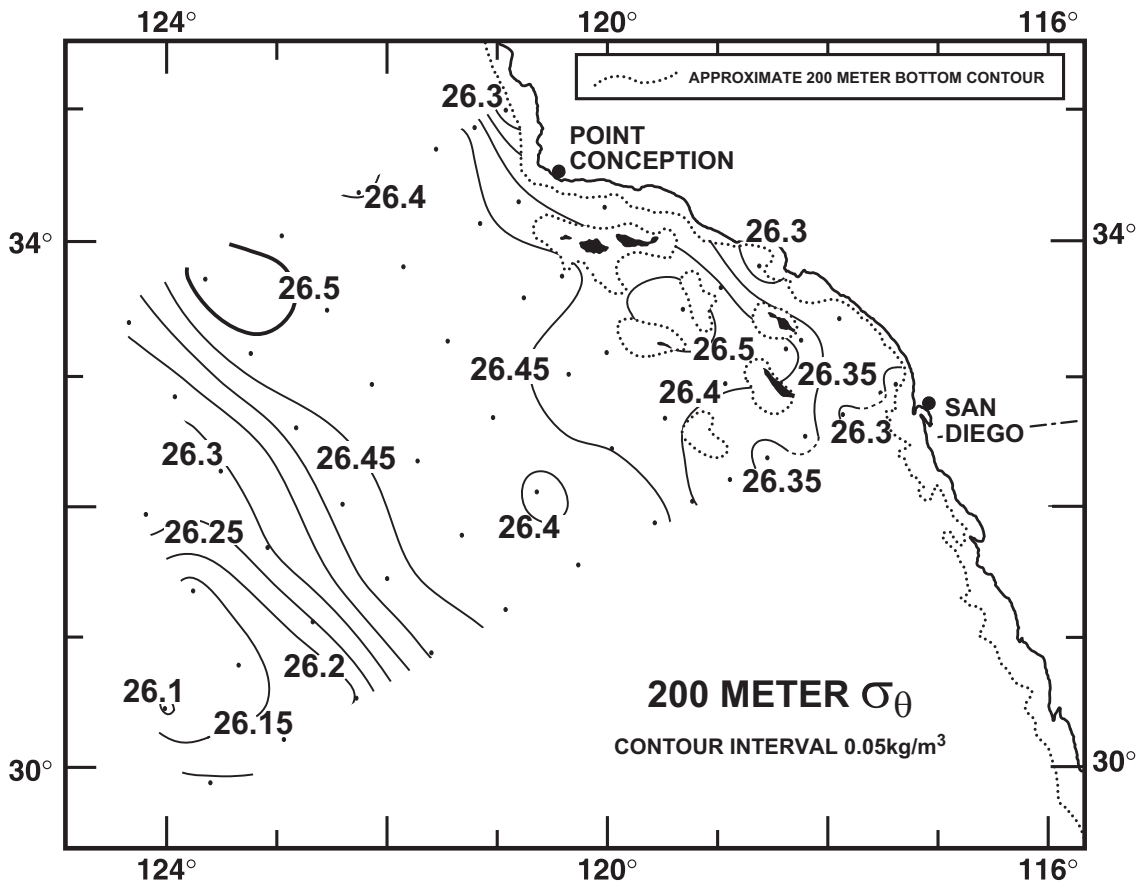 124° 120° 116°
APPROXIMATE 200 METER BOTTOM CONTOUR
26.3
POINT
CONCEPTION
26.4
34° 26.3 34°
26.5
26.5
26.45 26.35
26.4
SAN
DIEGO
26.3
26.3 26.45
26.35
26.4
26.25
26.2
26.1
26.15
200 METER σθ
CONTOUR INTERVAL 0.05kg/m³
30° 30°
124° 120° 116°